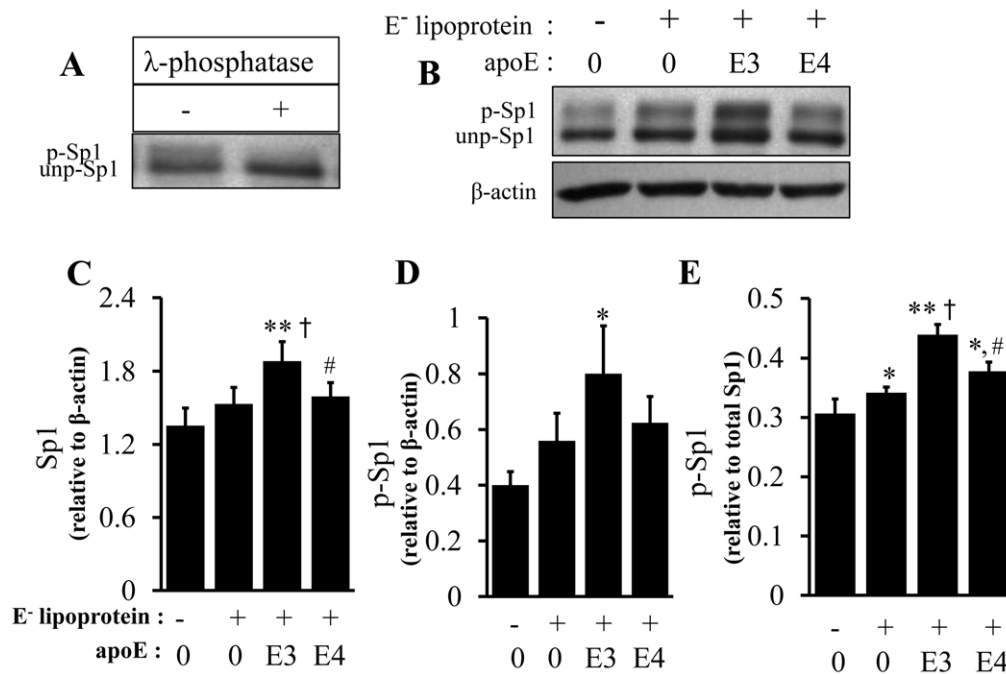 A
λ-phosphatase
- +
p-Sp1
unp-Sp1
B
E⁻ lipoprotein : - + + +
apoE : 0 0 E3 E4
p-Sp1
unp-Sp1
β-actin
C
Sp1
(relative to β-actin)
2.4
1.8
1.2
0.6
0
** †
#
E⁻ lipoprotein : - + + +
apoE : 0 0 E3 E4
D
p-Sp1
(relative to β-actin)
1
0.8
0.6
0.4
0.2
0
*
- + + +
0 0 E3 E4
E
p-Sp1
(relative to total Sp1)
0.5
0.4
0.3
0.2
0.1
0
*
** †
*, #
- + + +
0 0 E3 E4